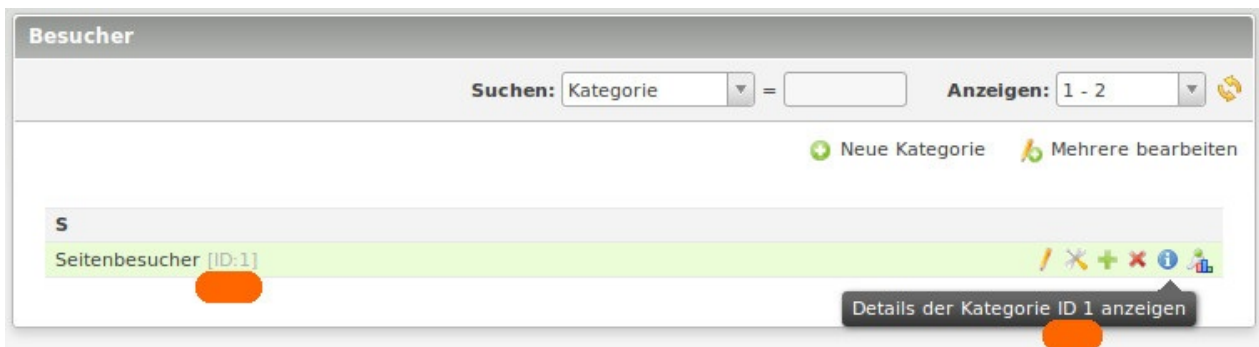 Besucher
Suchen: Kategorie = Anzeigen: 1 - 2
Neue Kategorie Mehrere bearbeiten
S
Seitenbesucher [ID:1]
Details der Kategorie ID 1 anzeigen